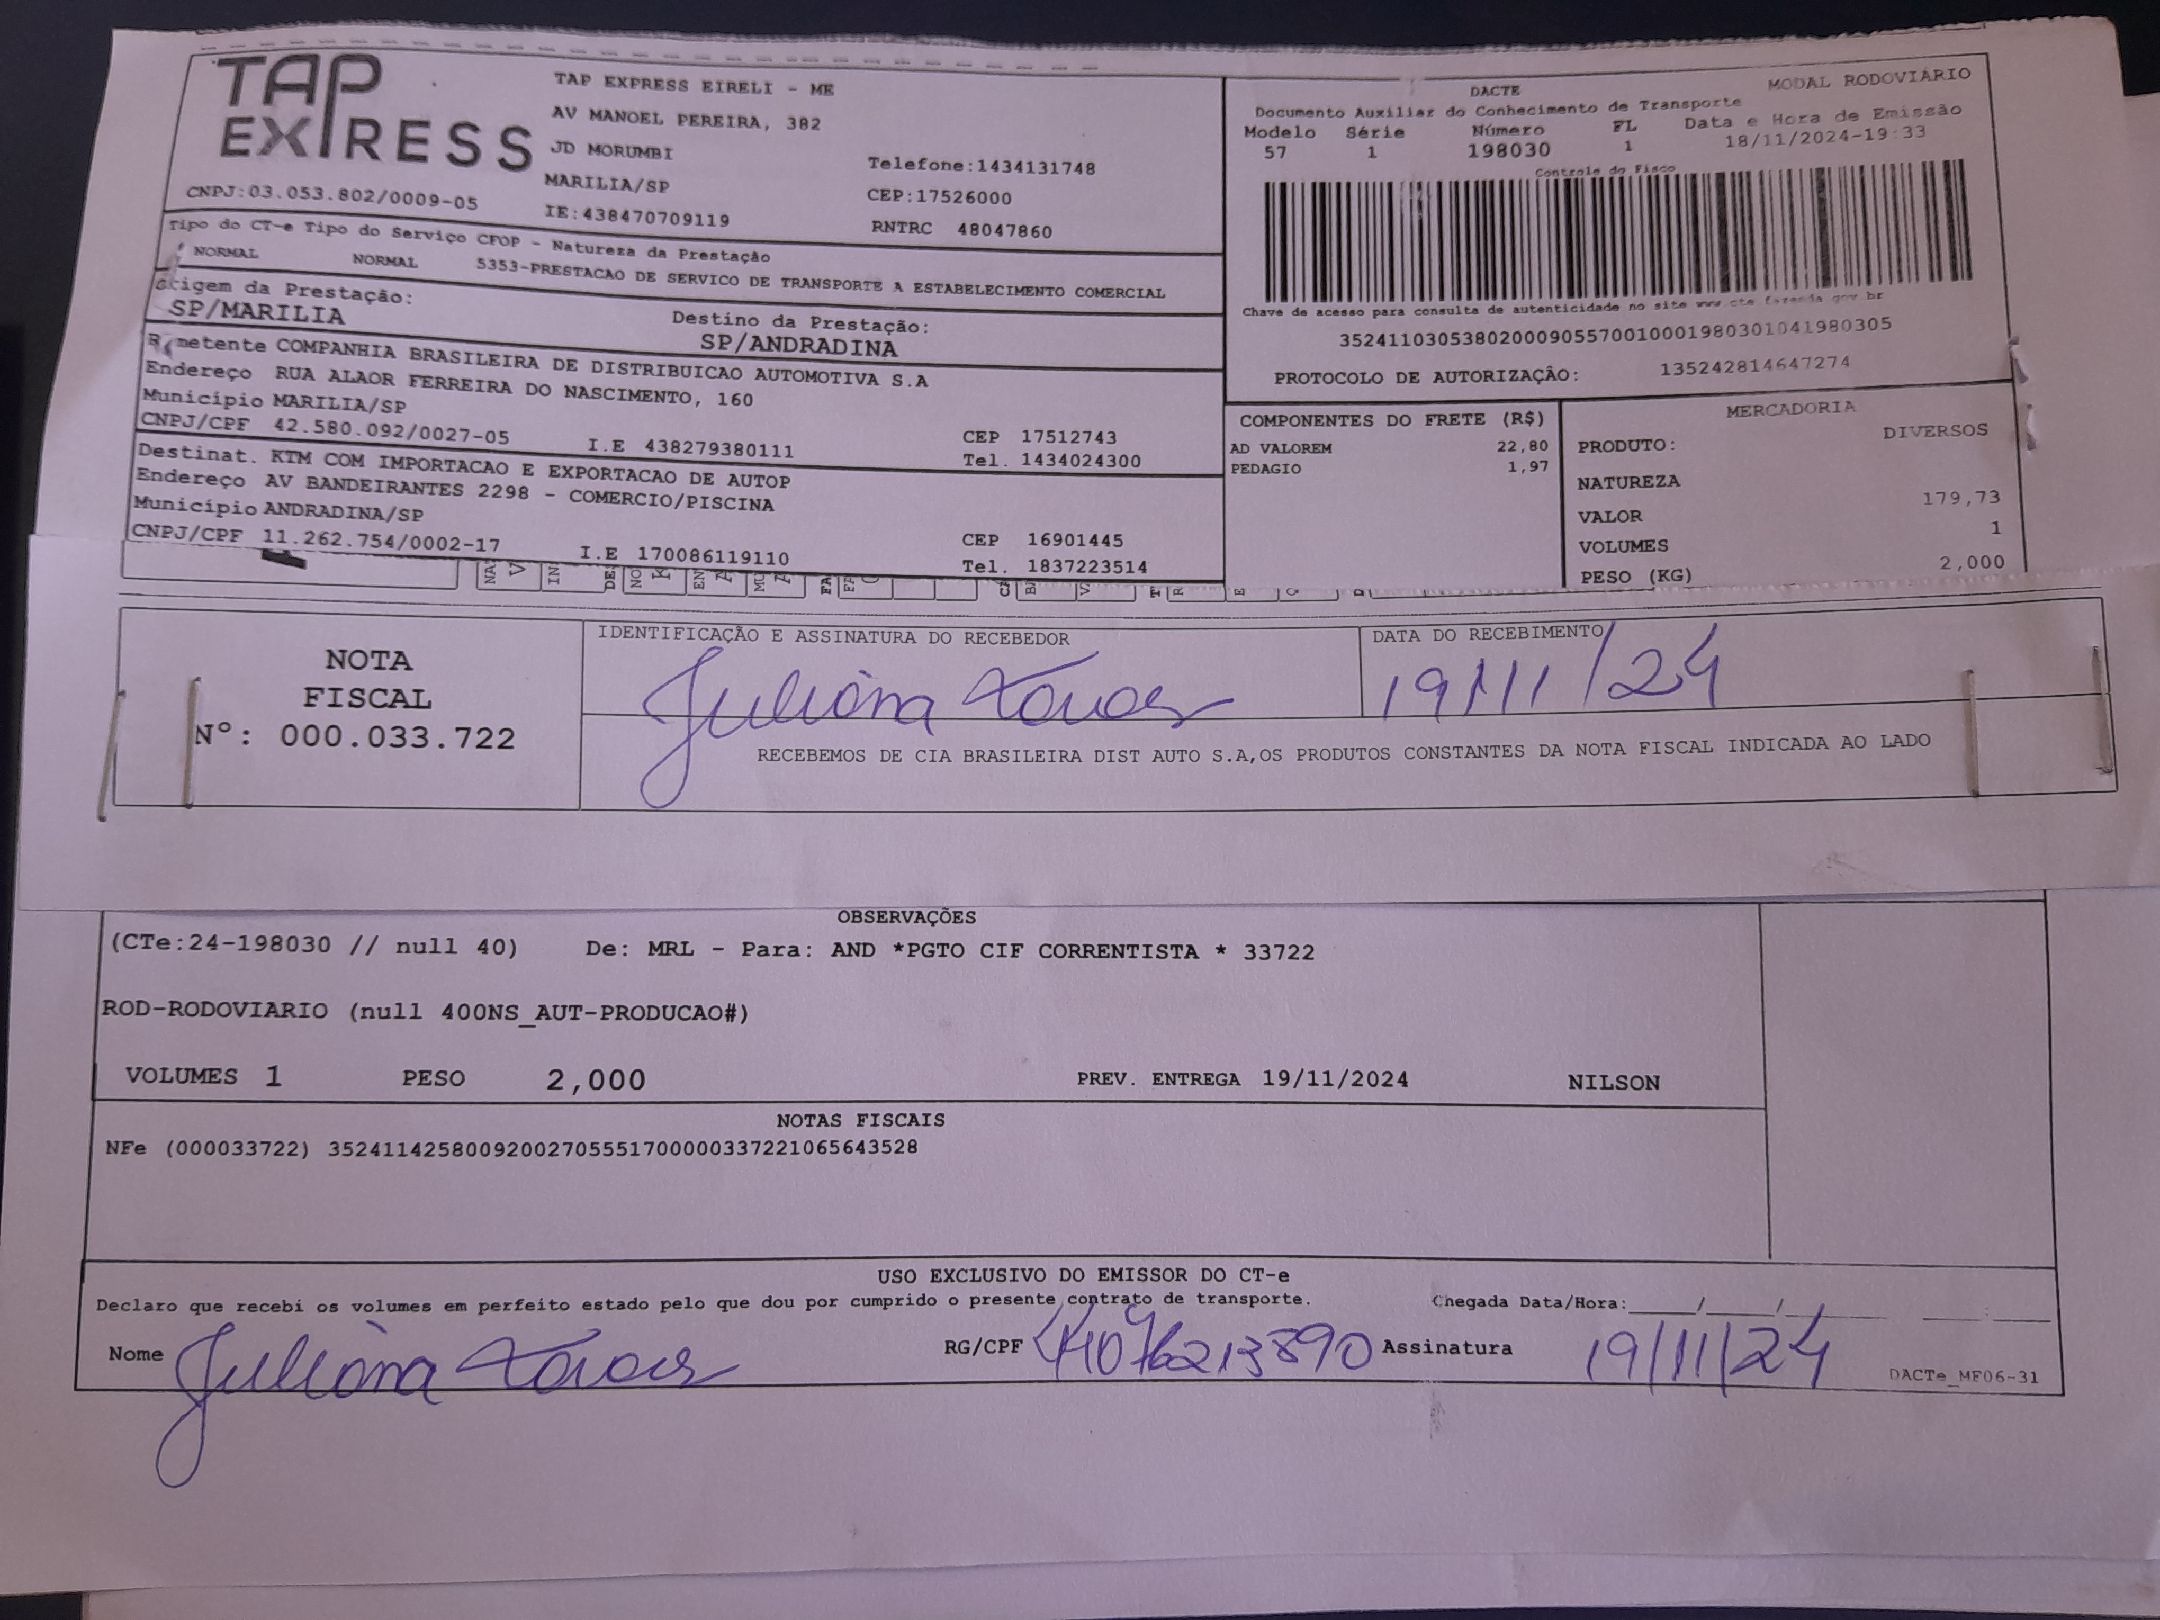 TAP EXPRESS
TAP EXPRESS EIRELI - ME
AV MANOEL PEREIRA, 382
JD MORUMBI
Telefone:1434131748
MARILIA/SP
CEP:17526000
CNPJ:03.053.802/0009-05
IE:438470709119
RNTRC 48047860
Tipo do CT-e Tipo do Serviço CFOP - Natureza da Prestação
NORMAL NORMAL 5353-PRESTACAO DE SERVICO DE TRANSPORTE A ESTABELECIMENTO COMERCIAL
Origem da Prestação:
SP/MARILIA
Destino da Prestação:
SP/ANDRADINA
Remetente COMPANHIA BRASILEIRA DE DISTRIBUICAO AUTOMOTIVA S.A
Endereço RUA ALAOR FERREIRA DO NASCIMENTO, 160
Município MARILIA/SP
CEP 17512743
CNPJ/CPF 42.580.092/0027-05 I.E 438279380111
Tel. 1434024300
Destinat. KTM COM IMPORTACAO E EXPORTACAO DE AUTOP
Endereço AV BANDEIRANTES 2298 - COMERCIO/PISCINA
Município ANDRADINA/SP
CEP 16901445
CNPJ/CPF 11.262.754/0002-17 I.E 170086119110
Tel. 1837223514
DACTE MODAL RODOVIARIO
Documento Auxiliar do Conhecimento de Transporte
Modelo Série Número FL Data e Hora de Emissão
57 1 198030 1 18/11/2024-19:33
Controle do Fisco
Chave de acesso para consulta de autenticidade no site www.cte.fazenda.gov.br
35241103053802000905570010001980301041980305
PROTOCOLO DE AUTORIZAÇÃO: 135242814647274
COMPONENTES DO FRETE (R$)
AD VALOREM 22,80
PEDAGIO 1,97
MERCADORIA
PRODUTO: DIVERSOS
NATUREZA
VALOR 179,73
VOLUMES 1
PESO (KG) 2,000
NOTA
FISCAL
Nº: 000.033.722
IDENTIFICAÇÃO E ASSINATURA DO RECEBEDOR
Juliana
DATA DO RECEBIMENTO
19/11/24
RECEBEMOS DE CIA BRASILEIRA DIST AUTO S.A,OS PRODUTOS CONSTANTES DA NOTA FISCAL INDICADA AO LADO
OBSERVAÇÕES
(CTe:24-198030 // null 40) De: MRL - Para: AND *PGTO CIF CORRENTISTA * 33722
ROD-RODOVIARIO (null 400NS_AUT-PRODUCAO#)
VOLUMES 1 PESO 2,000 PREV. ENTREGA 19/11/2024 NILSON
NOTAS FISCAIS
NFe (000033722) 35241142580092002705551700000337221065643528
USO EXCLUSIVO DO EMISSOR DO CT-e
Declaro que recebi os volumes em perfeito estado pelo que dou por cumprido o presente contrato de transporte. Chegada Data/Hora:____/____/____ ___:___
Nome Juliana RG/CPF Assinatura 19/11/24
DACTe_MF06-31